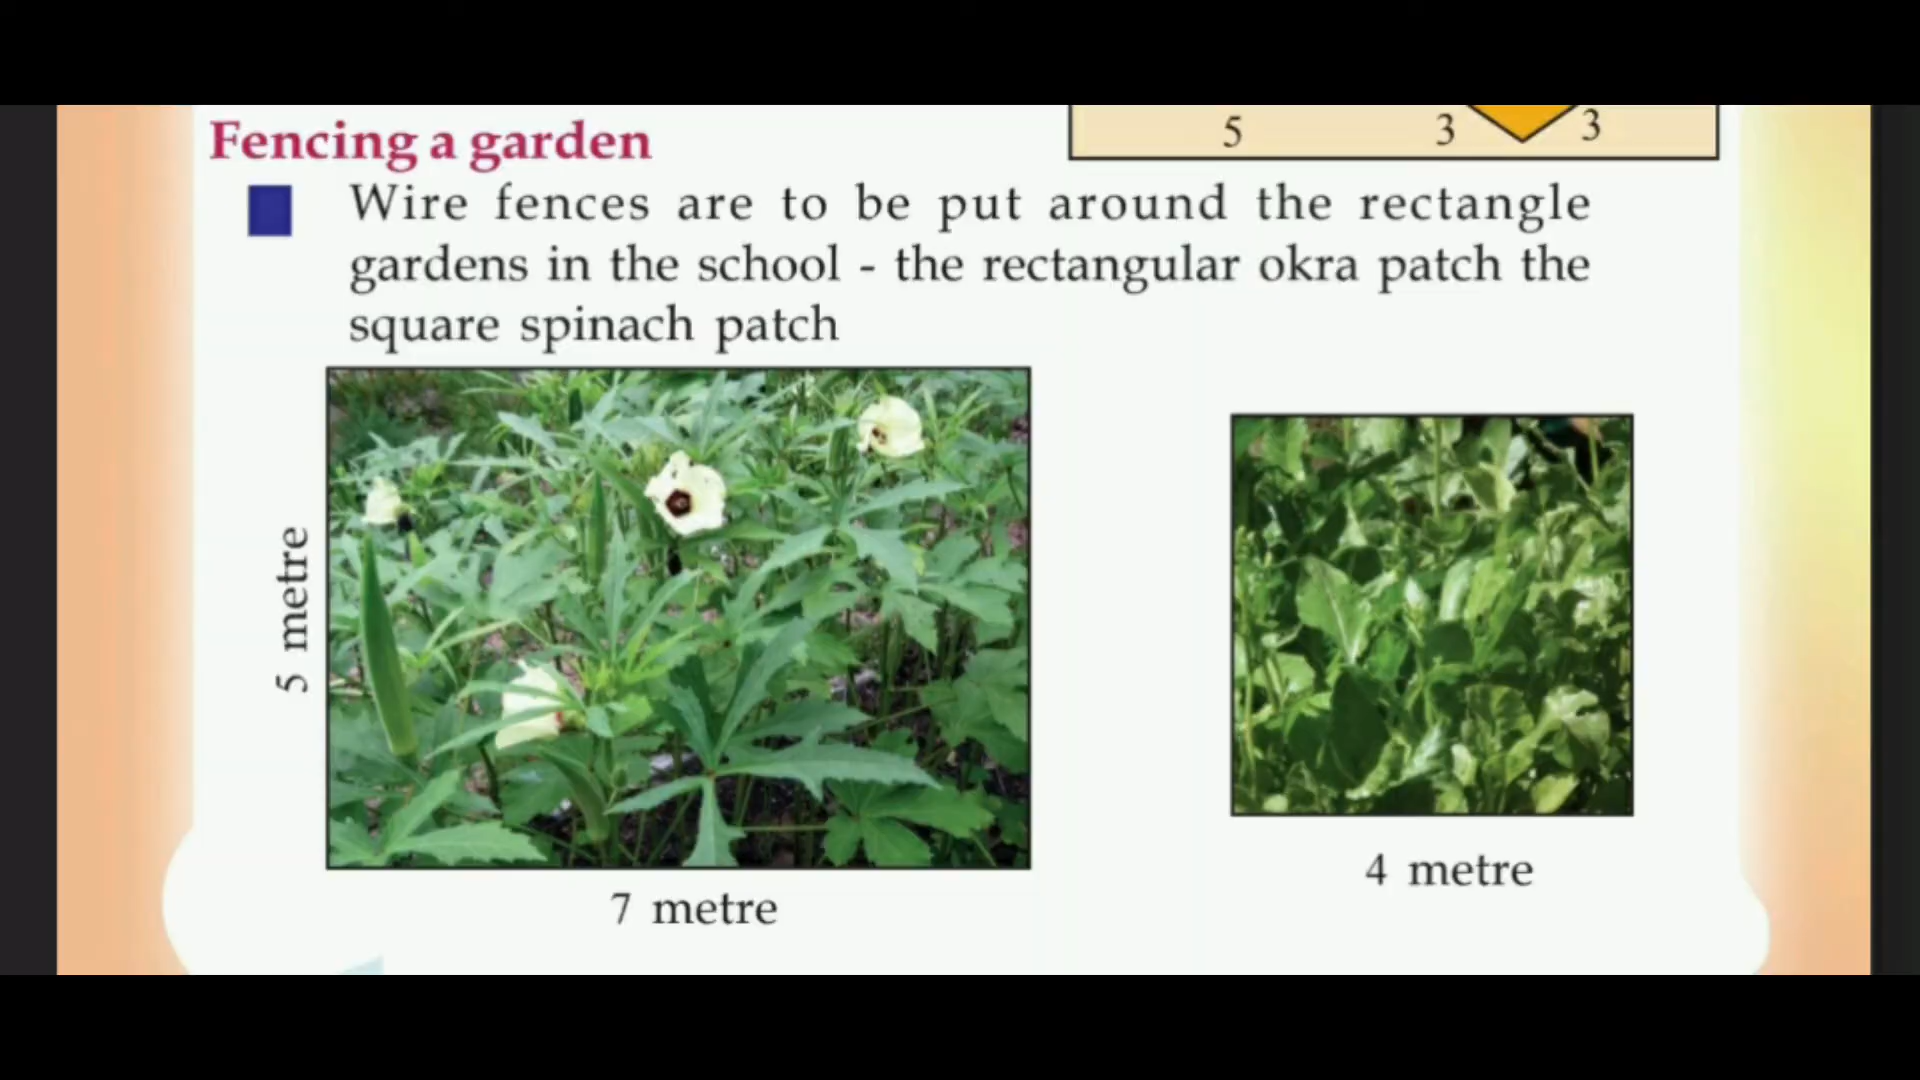 5 3 3
Fencing a garden
Wire fences are to be put around the rectangle
gardens in the school - the rectangular okra patch the
square spinach patch
5 metre
7 metre
4 metre